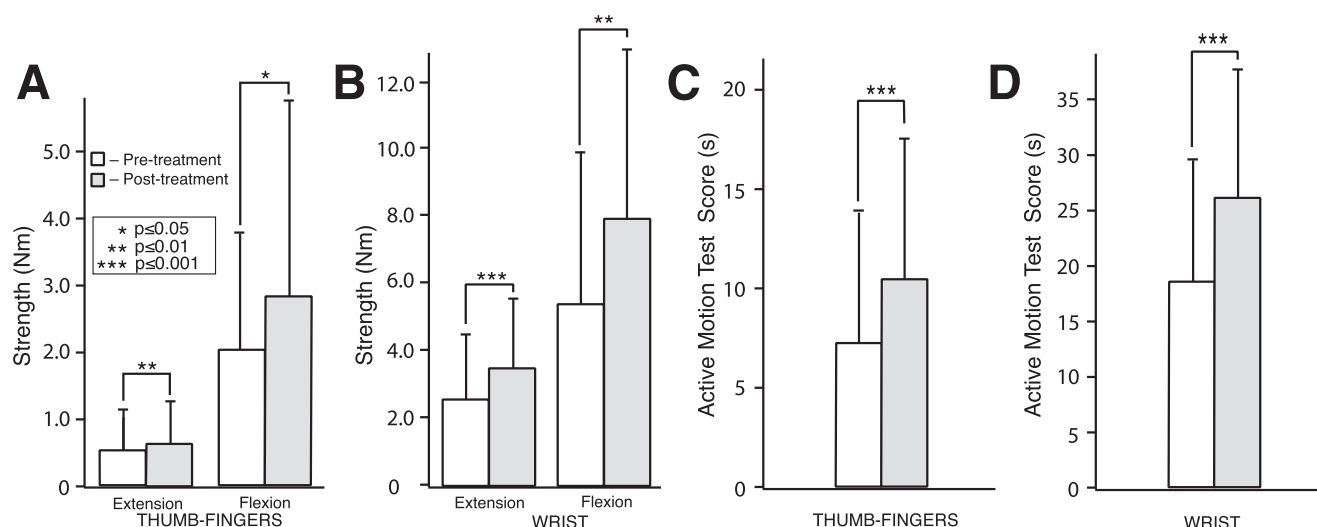 A
Strength (Nm)
5.0
4.0
3.0
2.0
1.0
0
– Pre-treatment
– Post-treatment
* p≤0.05
** p≤0.01
*** p≤0.001
**
*
Extension
Flexion
THUMB-FINGERS
B
Strength (Nm)
12.0
10.0
8.0
6.0
4.0
2.0
0
***
**
Extension
Flexion
WRIST
C
Active Motion Test Score (s)
20
15
10
5
0
***
THUMB-FINGERS
D
Active Motion Test Score (s)
35
30
25
20
15
10
5
0
***
WRIST